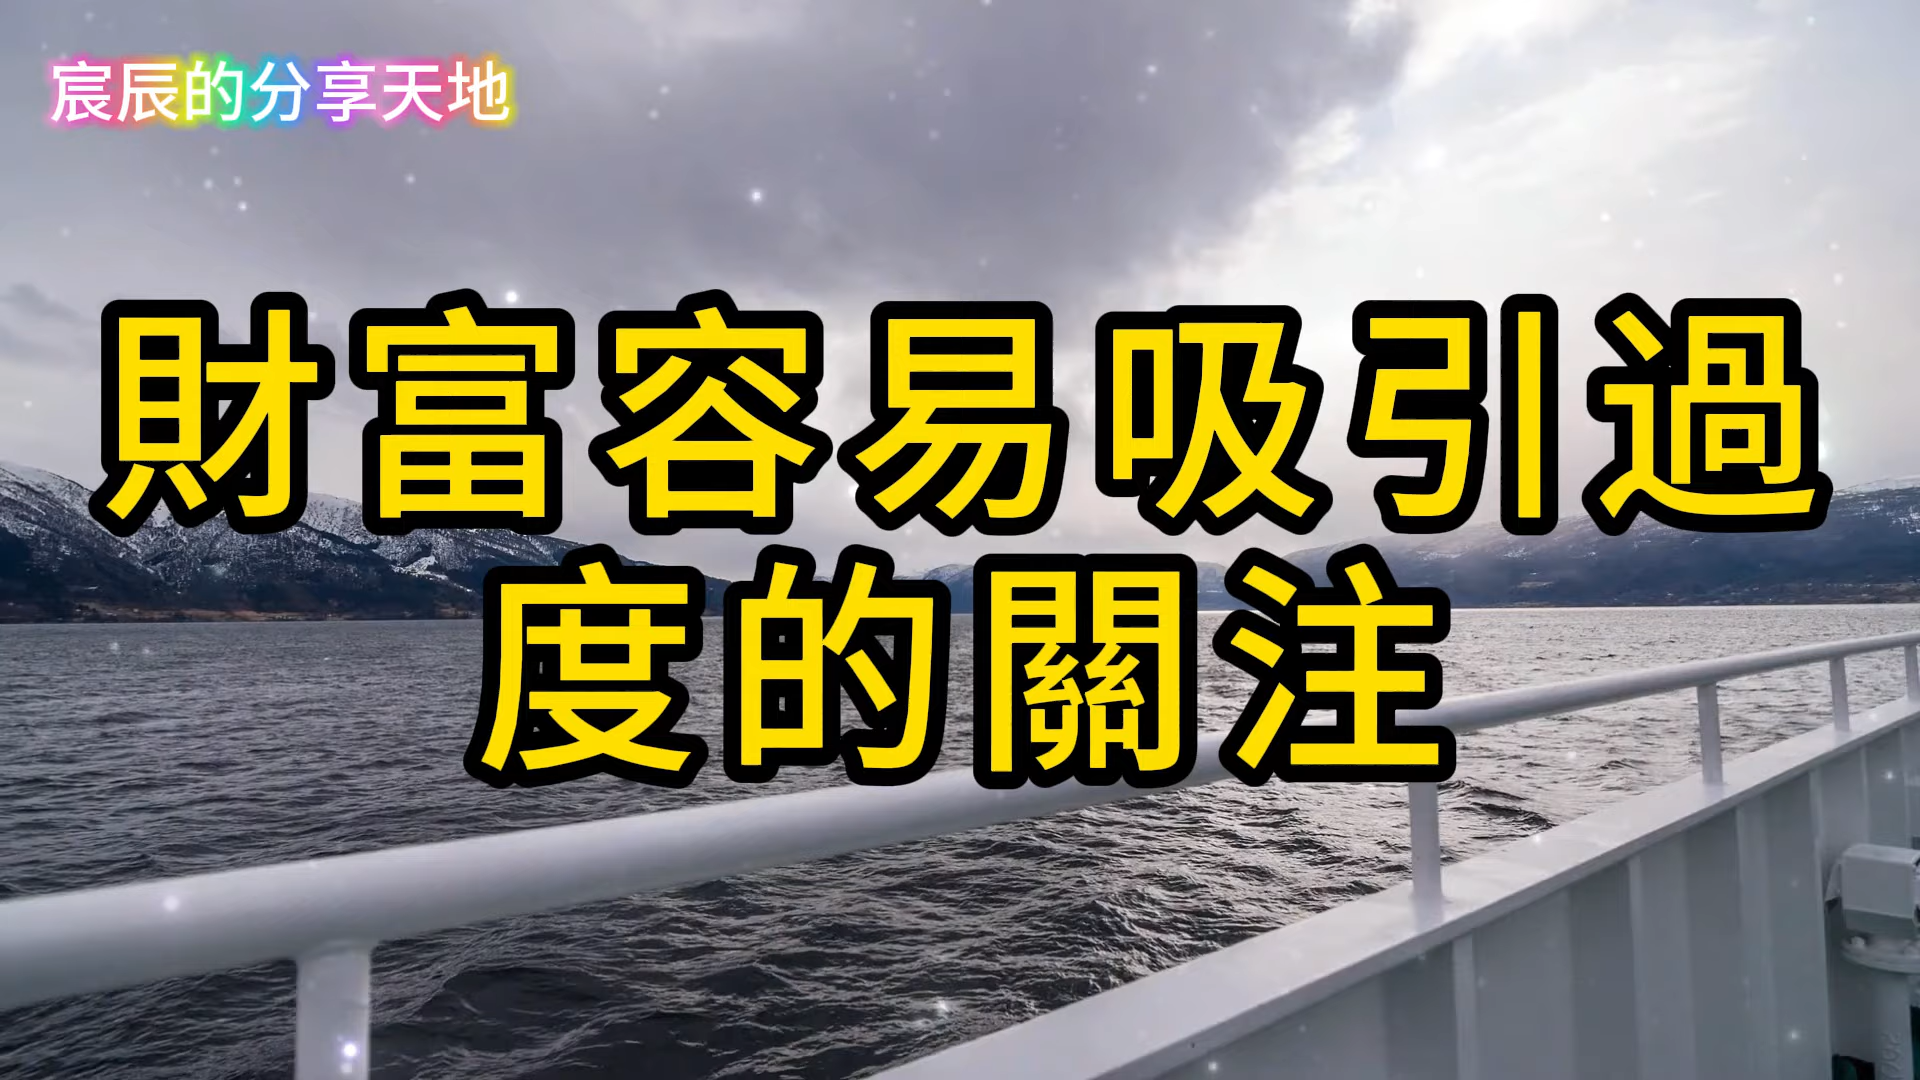 宸辰的分享天地
財富容易吸引過
度的關注